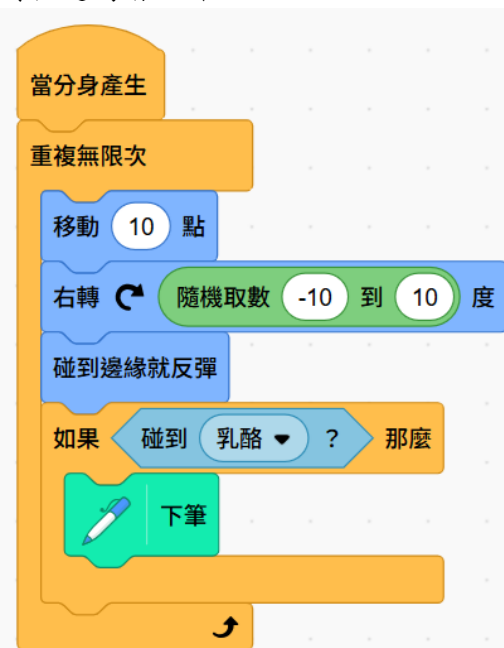 當分身產生
重複無限次
移動 10 點
右轉 隨機取數 -10 到 10 度
碰到邊緣就反彈
如果 碰到 乳酪 ? 那麼
下筆